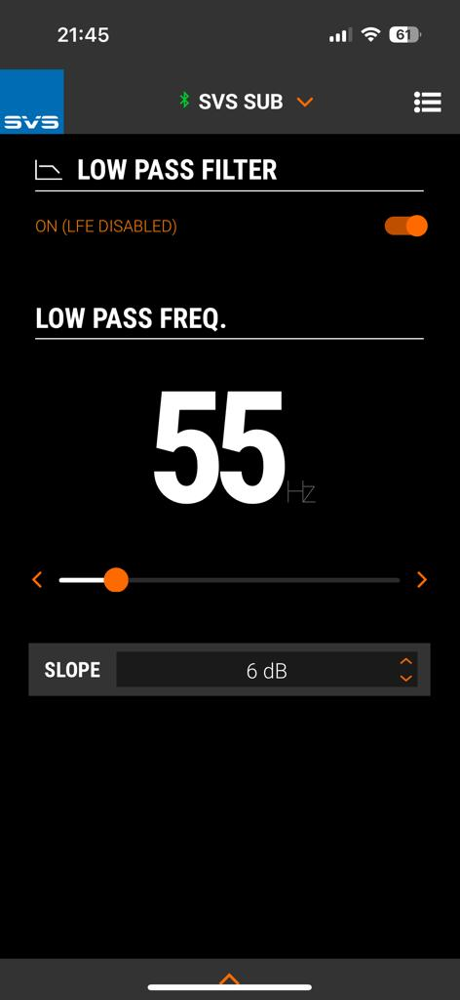 21:45
61
SVS
SVS SUB
LOW PASS FILTER
ON (LFE DISABLED)
LOW PASS FREQ.
55 Hz
SLOPE 6 dB